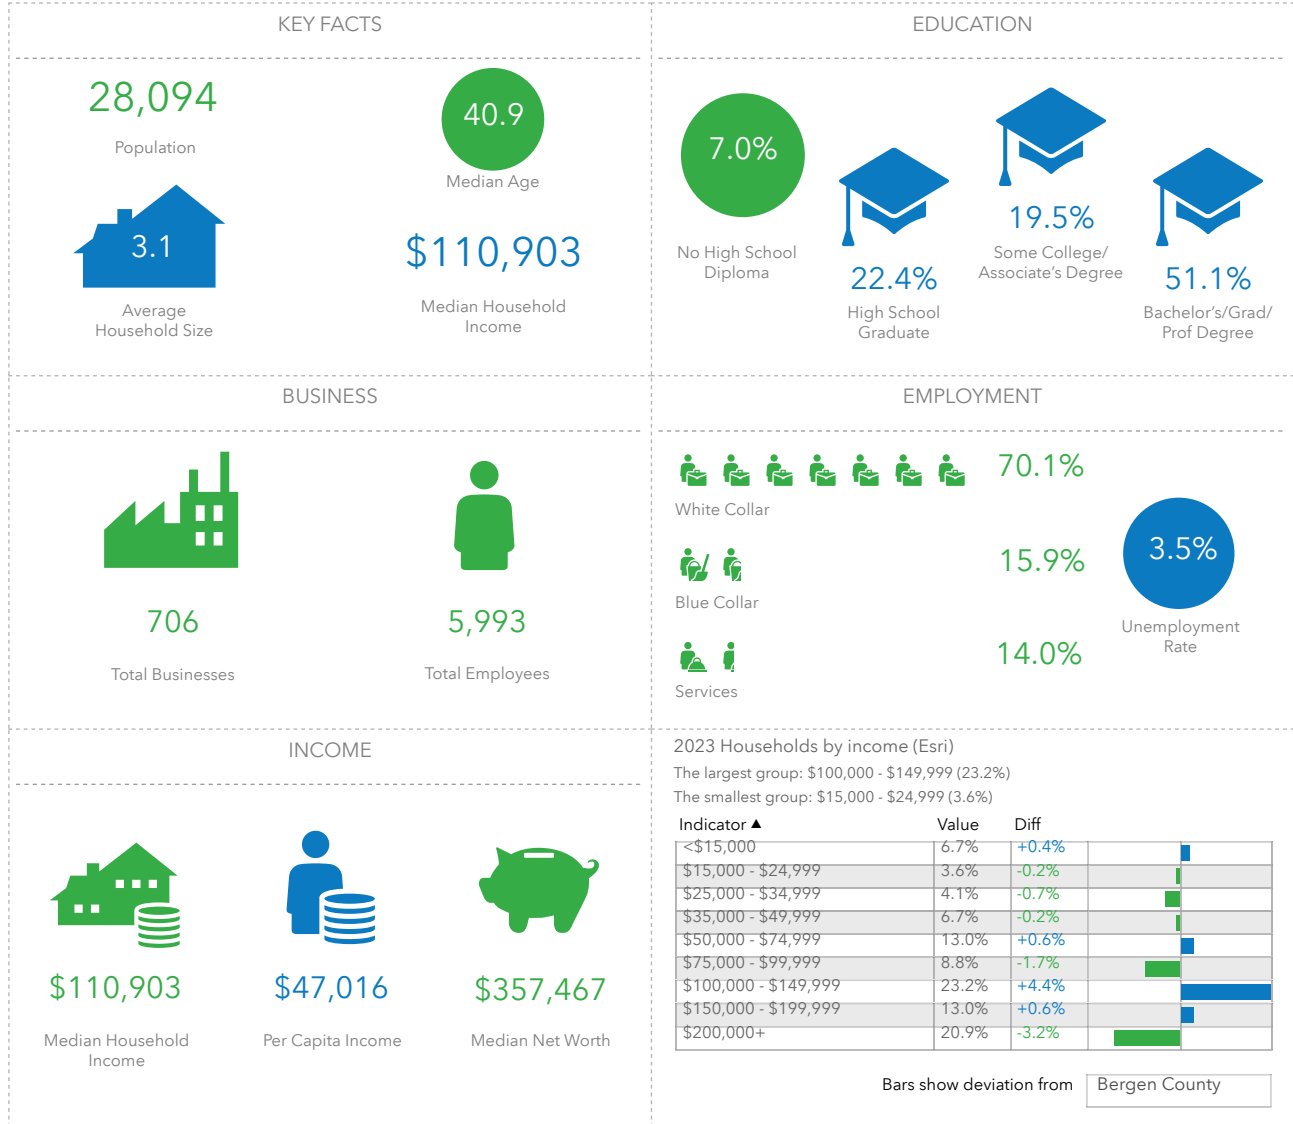 KEY FACTS
28,094
Population
40.9
Median Age
3.1
Average
Household Size
$110,903
Median Household
Income
EDUCATION
7.0%
No High School
Diploma
22.4%
High School
Graduate
19.5%
Some College/
Associate's Degree
51.1%
Bachelor's/Grad/
Prof Degree
BUSINESS
706
Total Businesses
5,993
Total Employees
EMPLOYMENT
70.1%
White Collar
15.9%
Blue Collar
14.0%
Services
3.5%
Unemployment
Rate
INCOME
$110,903
Median Household
Income
$47,016
Per Capita Income
$357,467
Median Net Worth
2023 Households by income (Esri)
The largest group: $100,000 - $149,999 (23.2%)
The smallest group: $15,000 - $24,999 (3.6%)
Indicator ▲ Value Diff
<$15,000 6.7% +0.4%
$15,000 - $24,999 3.6% -0.2%
$25,000 - $34,999 4.1% -0.7%
$35,000 - $49,999 6.7% -0.2%
$50,000 - $74,999 13.0% +0.6%
$75,000 - $99,999 8.8% -1.7%
$100,000 - $149,999 23.2% +4.4%
$150,000 - $199,999 13.0% +0.6%
$200,000+ 20.9% -3.2%
Bars show deviation from Bergen County